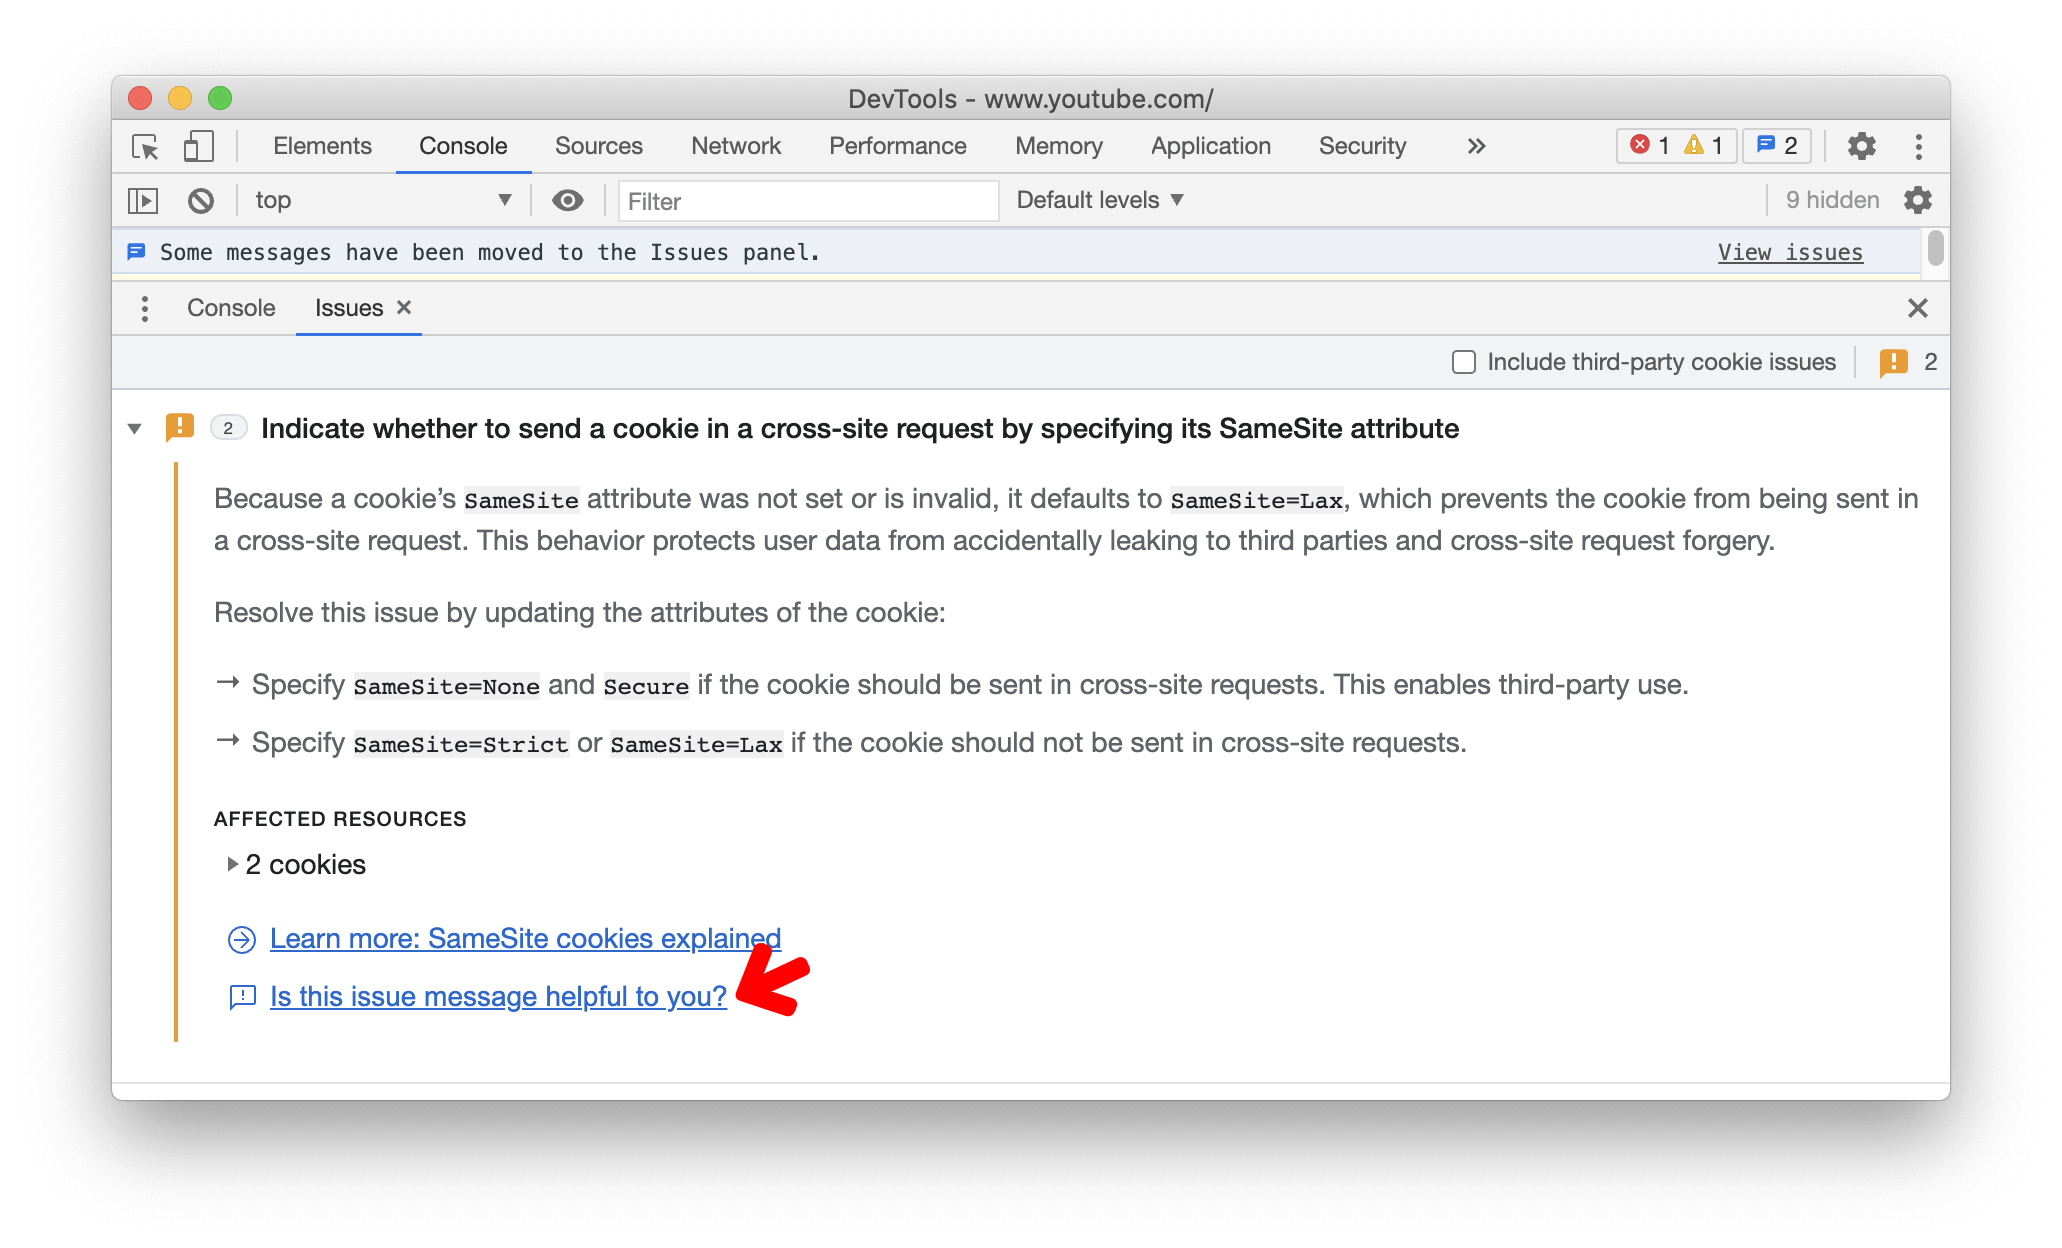 DevTools - www.youtube.com/
Elements Console Sources Network Performance Memory Application Security » 1 1 2
top Filter Default levels 9 hidden
Some messages have been moved to the Issues panel. View issues
Console Issues
Include third-party cookie issues 2
2 Indicate whether to send a cookie in a cross-site request by specifying its SameSite attribute
Because a cookie’s SameSite attribute was not set or is invalid, it defaults to SameSite=Lax, which prevents the cookie from being sent in
a cross-site request. This behavior protects user data from accidentally leaking to third parties and cross-site request forgery.
Resolve this issue by updating the attributes of the cookie:
→ Specify SameSite=None and Secure if the cookie should be sent in cross-site requests. This enables third-party use.
→ Specify SameSite=Strict or SameSite=Lax if the cookie should not be sent in cross-site requests.
AFFECTED RESOURCES
2 cookies
Learn more: SameSite cookies explained
Is this issue message helpful to you?